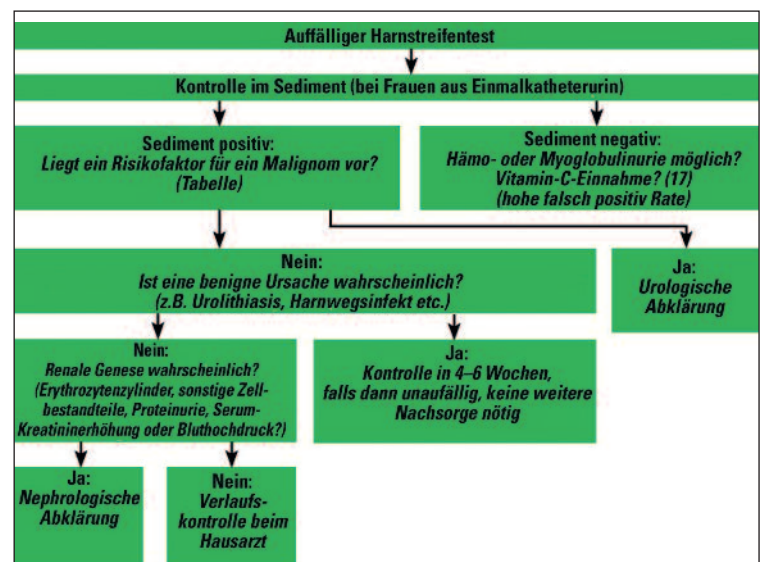 Auffälliger Harnstreifentest
Kontrolle im Sediment (bei Frauen aus Einmalkatheterurin)
Sediment positiv:
Liegt ein Risikofaktor für ein Malignom vor?
(Tabelle)
Sediment negativ:
Hämo- oder Myoglobulinurie möglich?
Vitamin-C-Einnahme? (17)
(hohe falsch positiv Rate)
Nein:
Ist eine benigne Ursache wahrscheinlich?
(z.B. Urolithiasis, Harnwegsinfekt etc.)
Ja:
Urologische
Abklärung
Nein:
Renale Genese wahrscheinlich?
(Erythrozytenzylinder, sonstige Zell-
bestandteile, Proteinurie, Serum-
Kreatininerhöhung oder Bluthochdruck?)
Ja:
Kontrolle in 4–6 Wochen,
falls dann unaufällig, keine weitere
Nachsorge nötig
Ja:
Nephrologische
Abklärung
Nein:
Verlaufs-
kontrolle beim
Hausarzt